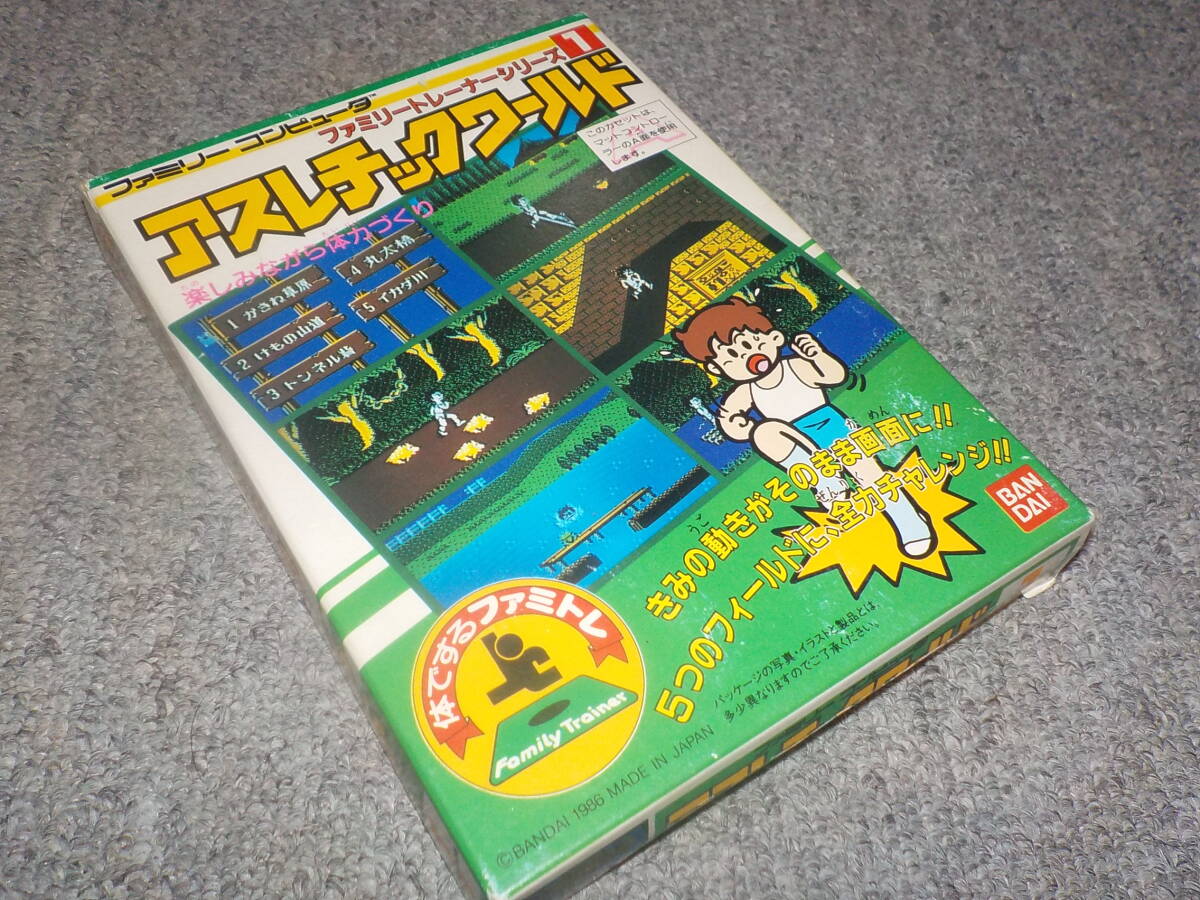 ファミリーコンピュータ™
ファミリートレーナーシリーズ1
アスレチックワールド
このカセットは、
マットコントロー
ラーのA面を使用
します。
楽しみながら体力づくり
1 かきわ草原
2 けもの山道
3 トンネル崎
4 丸太橋
5 イカダ川
きみの動きがそのまま画面に!!
5つのフィールドに、全力チャレンジ!!
BAN
DAI
体でするファミトレ
Family Trainer
パッケージの写真・イラストと製品とは、
多少異なりますのでご了承ください。
©BANDAI 1986 MADE IN JAPAN